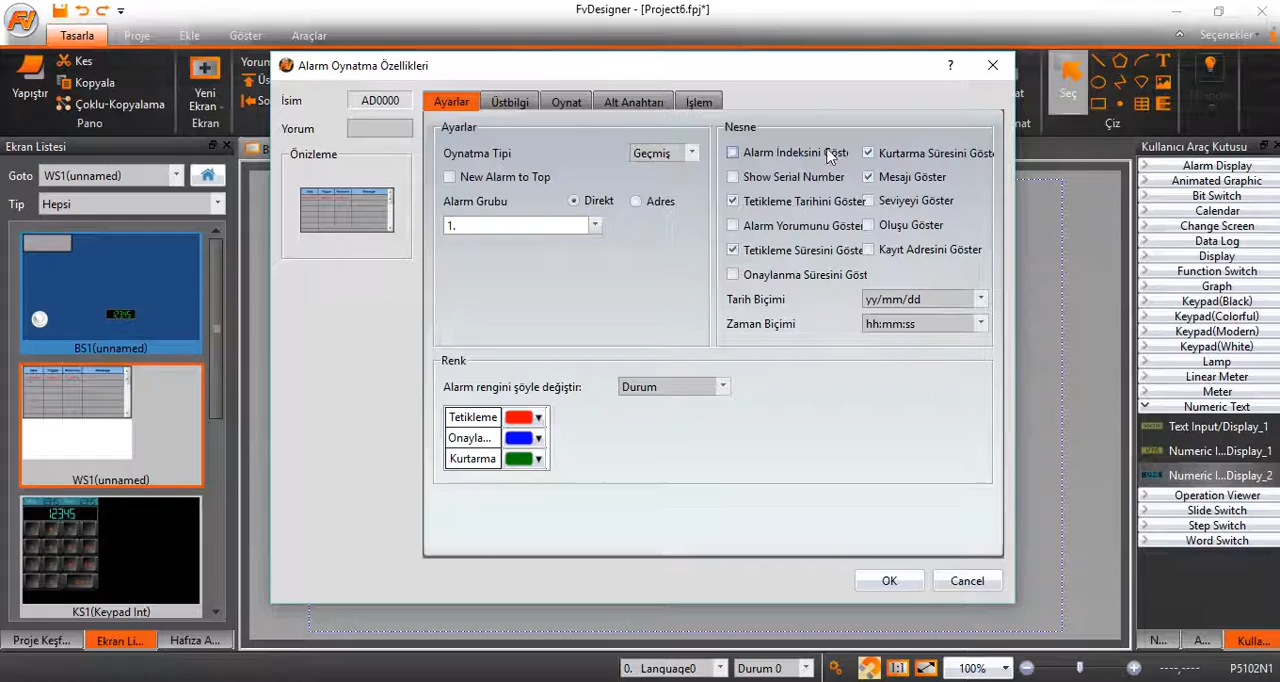 FvDesigner - [Project6.fpj*]
Tasarla
Proje
Ekle
Göster
Araçlar
Seçenekler
Yapıştır
Kes
Kopyala
Çoklu-Kopyalama
Pano
Yeni
Ekran
Ekran
Seç
Çiz
Ekran Listesi
Goto WS1(unnamed)
Tip Hepsi
12345
BS1(unnamed)
WS1(unnamed)
12345
KS1(Keypad Int)
Proje Keşf...
Ekran Li...
Hafıza A...
Alarm Oynatma Özellikleri
İsim AD0000
Yorum
Önizleme
Ayarlar
Üstbilgi
Oynat
Alt Anahtarı
İşlem
Ayarlar
Oynatma Tipi Geçmiş
New Alarm to Top
Alarm Grubu Direkt Adres
1.
Nesne
Alarm İndeksini Göste
Kurtarma Süresini Göst
Show Serial Number
Mesajı Göster
Tetikleme Tarihini Göster
Seviyeyi Göster
Alarm Yorumunu Göster
Oluşu Göster
Tetikleme Süresini Göste
Kayıt Adresini Göster
Onaylanma Süresini Göst
Tarih Biçimi yy/mm/dd
Zaman Biçimi hh:mm:ss
Renk
Alarm rengini şöyle değiştir: Durum
Tetikleme
Onayla...
Kurtarma
OK
Cancel
Kullanıcı Araç Kutusu
Alarm Display
Animated Graphic
Bit Switch
Calendar
Change Screen
Data Log
Display
Function Switch
Graph
Keypad(Black)
Keypad(Colorful)
Keypad(Modern)
Keypad(White)
Lamp
Linear Meter
Meter
Numeric Text
Text Input/Display_1
Numeric I...Display_1
Numeric I...Display_2
Operation Viewer
Slide Switch
Step Switch
Word Switch
N...
A...
Kulla...
0. Language0
Durum 0
1:1
100%
----,----
P5102N1